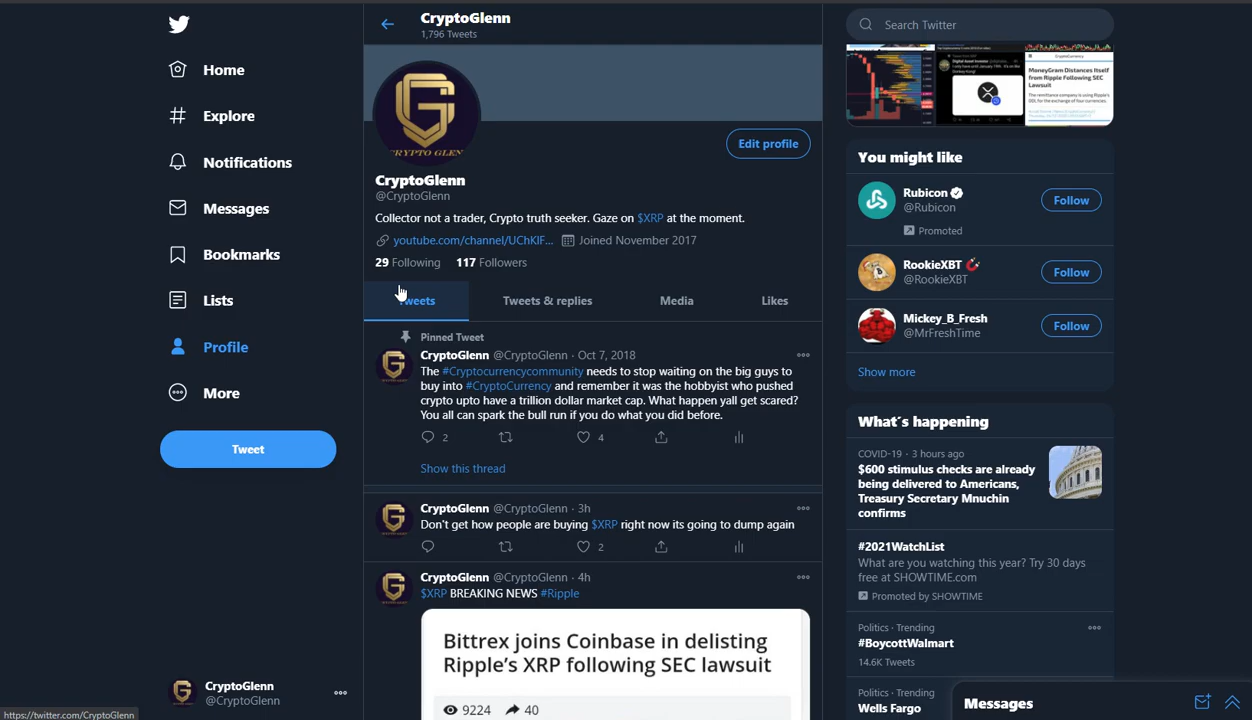 CryptoGlenn
1,796 Tweets
Search Twitter
Home
Explore
Notifications
Messages
Bookmarks
Lists
Profile
More
Tweet
CryptoGlenn
@CryptoGlenn
CRYPTO GLEN
Edit profile
CryptoGlenn
@CryptoGlenn
Collector not a trader, Crypto truth seeker. Gaze on $XRP at the moment.
youtube.com/channel/UChKIF... Joined November 2017
29 Following 117 Followers
Tweets Tweets & replies Media Likes
Pinned Tweet
CryptoGlenn @CryptoGlenn · Oct 7, 2018
The #Cryptocurrencycommunity needs to stop waiting on the big guys to
buy into #CryptoCurrency and remember it was the hobbyist who pushed
crypto upto have a trillion dollar market cap. What happen yall get scared?
You all can spark the bull run if you do what you did before.
2 4
Show this thread
CryptoGlenn @CryptoGlenn · 3h
Don't get how people are buying $XRP right now its going to dump again
2
CryptoGlenn @CryptoGlenn · 4h
$XRP BREAKING NEWS #Ripple
Bittrex joins Coinbase in delisting
Ripple's XRP following SEC lawsuit
9224 40
MoneyGram Distances Itself
from Ripple Following SEC
Lawsuit
You might like
Rubicon
@Rubicon
Promoted
Follow
RookieXBT
@RookieXBT
Follow
Mickey_B_Fresh
@MrFreshTime
Follow
Show more
What's happening
COVID-19 · 3 hours ago
$600 stimulus checks are already
being delivered to Americans,
Treasury Secretary Mnuchin
confirms
#2021WatchList
What are you watching this year? Try 30 days
free at SHOWTIME.com
Promoted by SHOWTIME
Politics · Trending
#BoycottWalmart
14.6K Tweets
Politics · Trending
Wells Fargo
Messages
https://twitter.com/CryptoGlenn